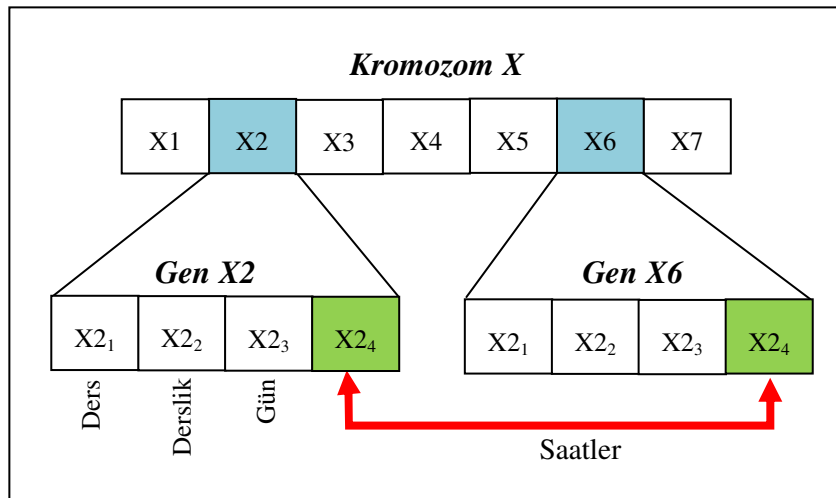 Kromozom X
X1 X2 X3 X4 X5 X6 X7
Gen X2
X2₁ X2₂ X2₃ X2₄
Ders
Derslik
Gün
Gen X6
X2₁ X2₂ X2₃ X2₄
Saatler